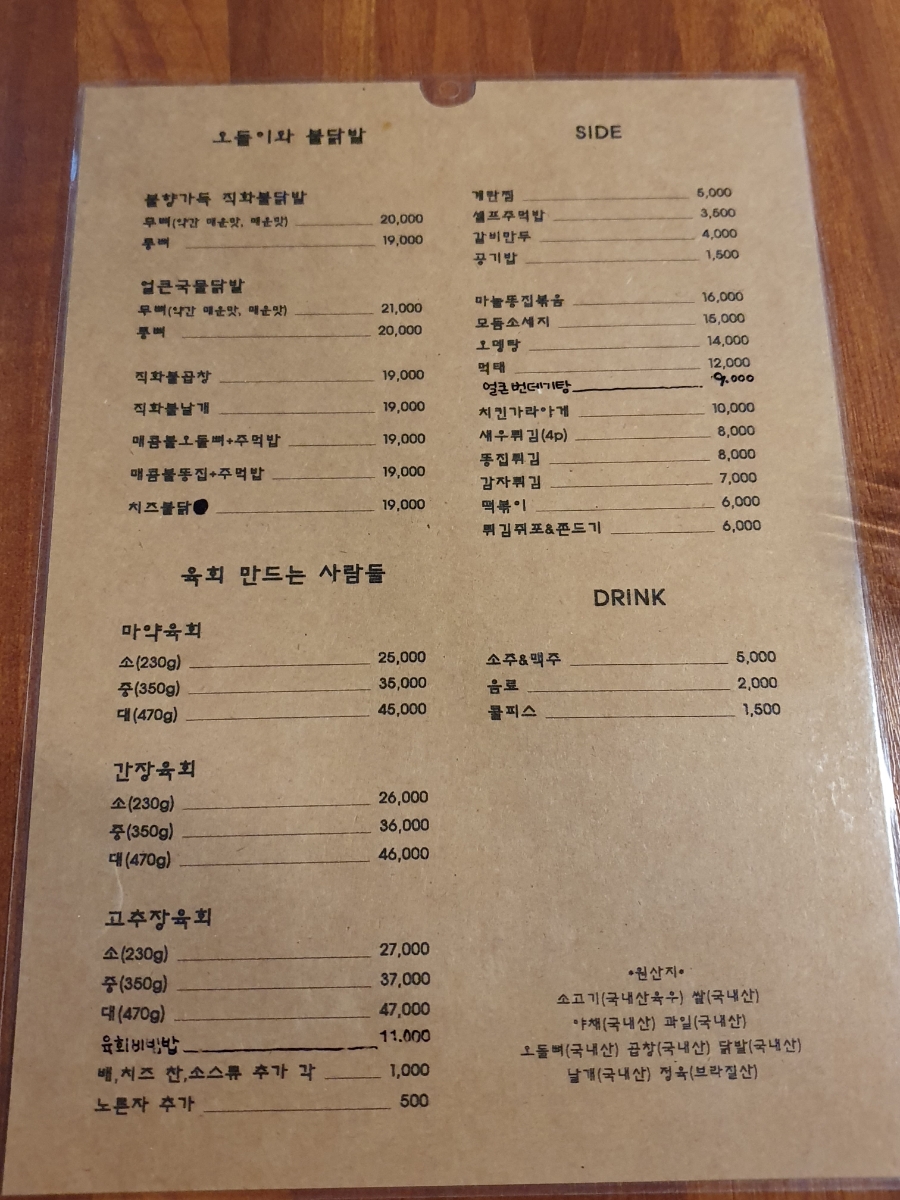 오돌이와 불닭발
불향가득 직화불닭발
무뼈(약간 매운맛, 매운맛) 20,000
통뼈 19,000
얼큰국물닭발
무뼈(약간 매운맛, 매운맛) 21,000
통뼈 20,000
직화불곱창 19,000
직화불날개 19,000
매콤불오돌뼈+주먹밥 19,000
매콤불똥집+주먹밥 19,000
치즈불닭 19,000
육회 만드는 사람들
마약육회
소(230g) 25,000
중(350g) 35,000
대(470g) 45,000
간장육회
소(230g) 26,000
중(350g) 36,000
대(470g) 46,000
고추장육회
소(230g) 27,000
중(350g) 37,000
대(470g) 47,000
육회비빔밥 11.000
배,치즈 찬,소스류 추가 각 1,000
노른자 추가 500
SIDE
계란찜 5,000
셀프주먹밥 3,500
갈비만두 4,000
공기밥 1,500
마늘똥집볶음 16,000
모듬소세지 15,000
오뎅탕 14,000
먹태 12,000
얼큰번데기탕 9.000
치킨가라아게 10,000
새우튀김(4p) 8,000
똥집튀김 8,000
감자튀김 7,000
떡볶이 6,000
튀김쥐포&쫀드기 6,000
DRINK
소주&맥주 5,000
음료 2,000
쿨피스 1,500
•원산지•
소고기(국내산육우) 쌀(국내산)
야채(국내산) 과일(국내산)
오돌뼈(국내산) 곱창(국내산) 닭발(국내산)
날개(국내산) 정육(브라질산)